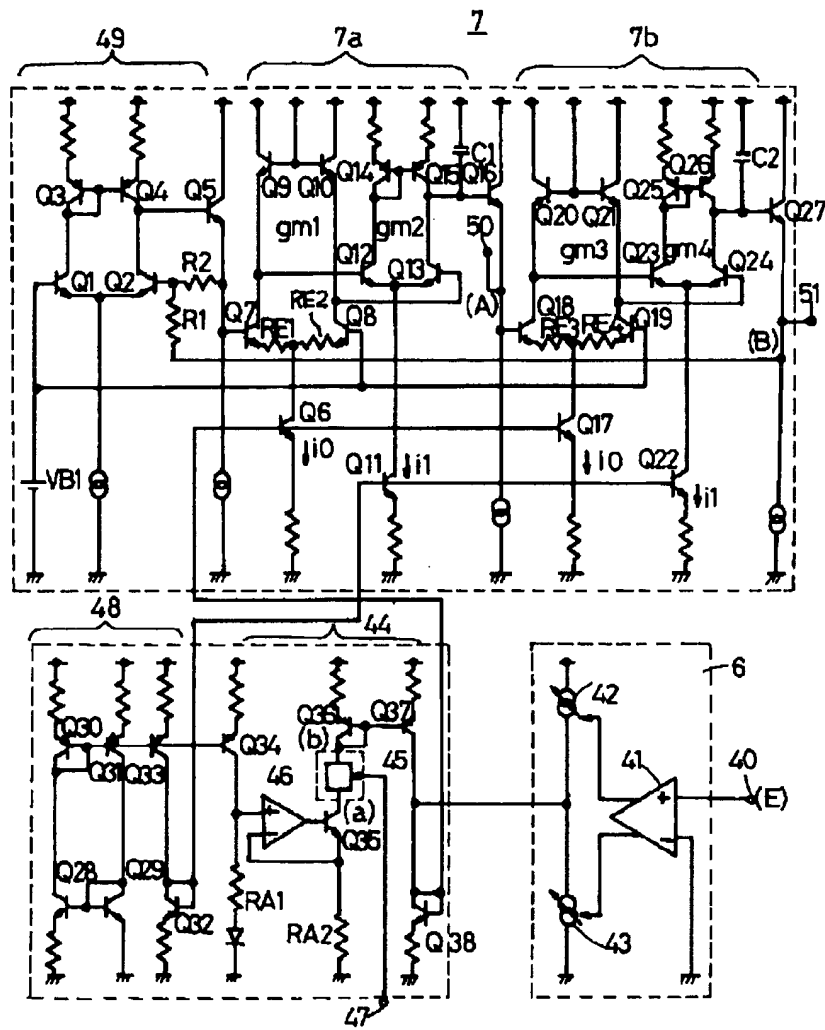 7
49
7a
7b
Q3
Q4
Q5
Q9
Q10
Q14
Q15
C1
Q16
Q20
Q21
Q25
Q26
C2
Q27
gm1
gm2
50
gm3
gm4
Q12
Q13
Q23
Q24
Q1
Q2
R2
(A)
51
R1
Q7
RE1
RE2
Q8
Q18
RE3
RE4
Q19
(B)
Q6
Q17
VB1
i0
Q11
i1
i0
Q22
i1
48
44
6
42
Q30
Q36
Q37
Q31
Q33
Q34
(b)
45
41
40
46
(E)
(a)
Q35
Q28
Q29
RA1
Q32
RA2
Q38
43
47